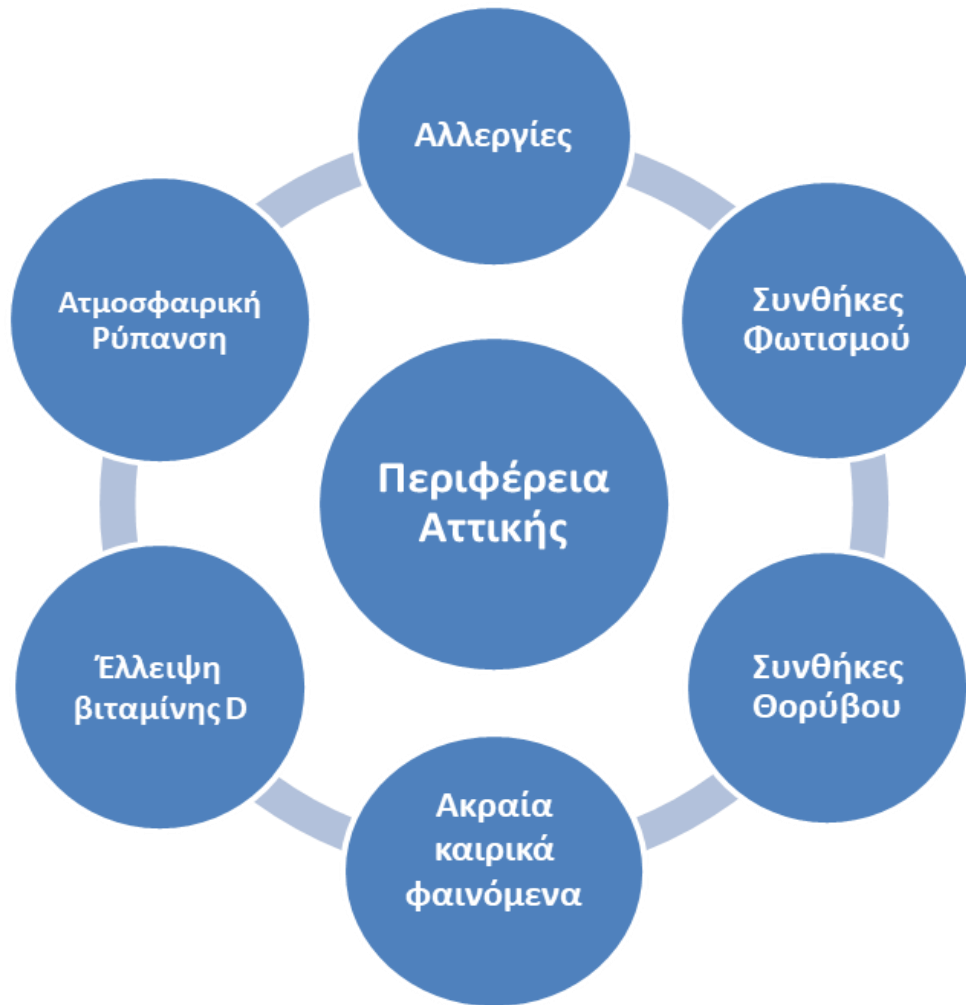 Αλλεργίες
Συνθήκες
Φωτισμού
Συνθήκες
Θορύβου
Ακραία
καιρικά
φαινόμενα
Έλλειψη
βιταμίνης D
Ατμοσφαιρική
Ρύπανση
Περιφέρεια
Αττικής